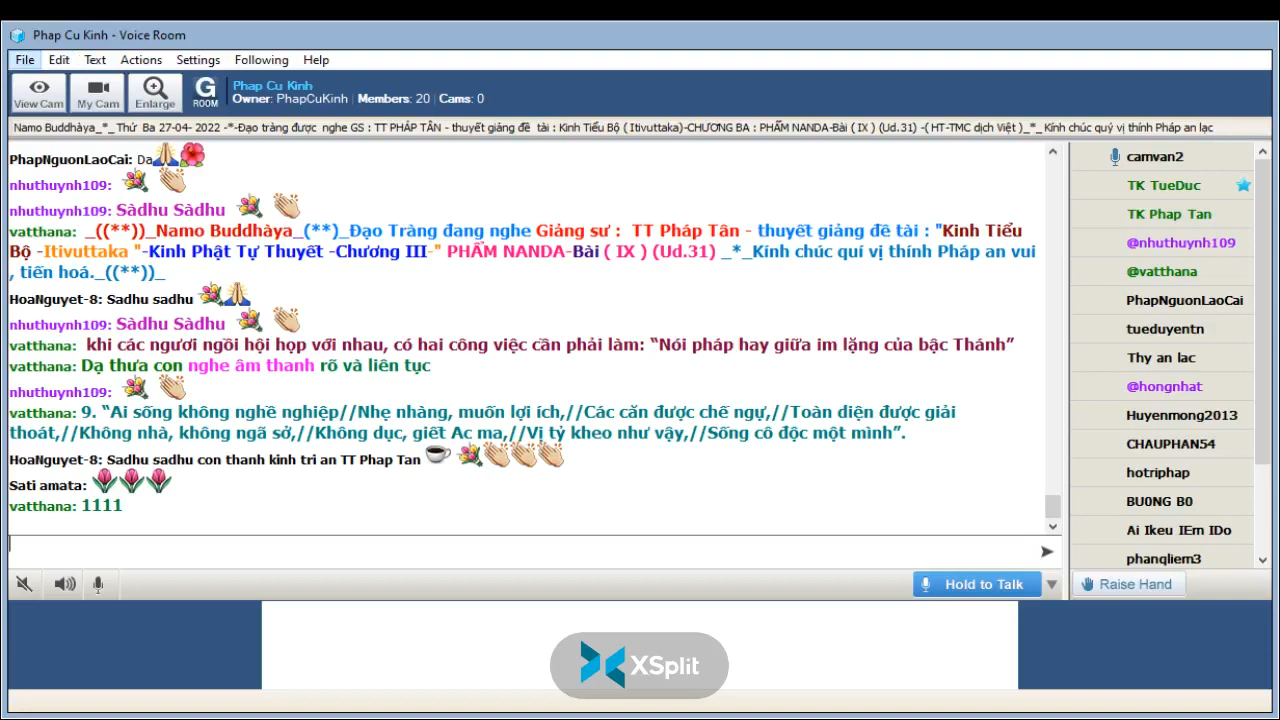 Phap Cu Kinh - Voice Room
File Edit Text Actions Settings Following Help
View Cam My Cam Enlarge G ROOM
Phap Cu Kinh
Owner: PhapCuKinh Members: 20 Cams: 0
Namo Buddhàya_*_ Thứ Ba 27-04- 2022 -*-Đạo tràng được nghe GS : TT PHÁP TÂN - thuyết giảng đề tài : Kinh Tiểu Bộ ( Itivuttaka)-CHƯƠNG BA : PHẨM NANDA-Bài ( IX ) (Ud.31) -( HT-TMC dịch Việt )_*_ Kính chúc quý vị thính Pháp an lạc
PhapNguonLaoCai: Da
nhuthuynh109:
nhuthuynh109: Sàdhu Sàdhu
vatthana: _((**))_Namo Buddhàya_(**)_Đạo Tràng đang nghe Giảng sư : TT Pháp Tân - thuyết giảng đề tài : "Kinh Tiểu
Bộ -Itivuttaka "-Kinh Phật Tự Thuyết -Chương III-" PHẨM NANDA-Bài ( IX ) (Ud.31) _*_Kính chúc quí vị thính Pháp an vui
, tiến hoá._((**))_
HoaNguyet-8: Sadhu sadhu
nhuthuynh109: Sàdhu Sàdhu
vatthana: khi các ngươi ngồi hội họp với nhau, có hai công việc cần phải làm: “Nói pháp hay giữa im lặng của bậc Thánh”
vatthana: Dạ thưa con nghe âm thanh rõ và liên tục
nhuthuynh109:
vatthana: 9. “Ai sống không nghề nghiệp//Nhẹ nhàng, muốn lợi ích,//Các căn được chế ngự,//Toàn diện được giải
thoát,//Không nhà, không ngã sở,//Không dục, giết Ac ma,//Vị tỷ kheo như vậy,//Sống cô độc một mình”.
HoaNguyet-8: Sadhu sadhu con thanh kinh tri an TT Phap Tan
Sati amata:
vatthana: 1111
Hold to Talk
camvan2
TK TueDuc
TK Phap Tan
@nhuthuynh109
@vatthana
PhapNguonLaoCai
tueduyentn
Thy an lac
@hongnhat
Huyenmong2013
CHAUPHAN54
hotriphap
BU0NG B0
Ai Ikeu IEm IDo
phanqliem3
Raise Hand
XSplit